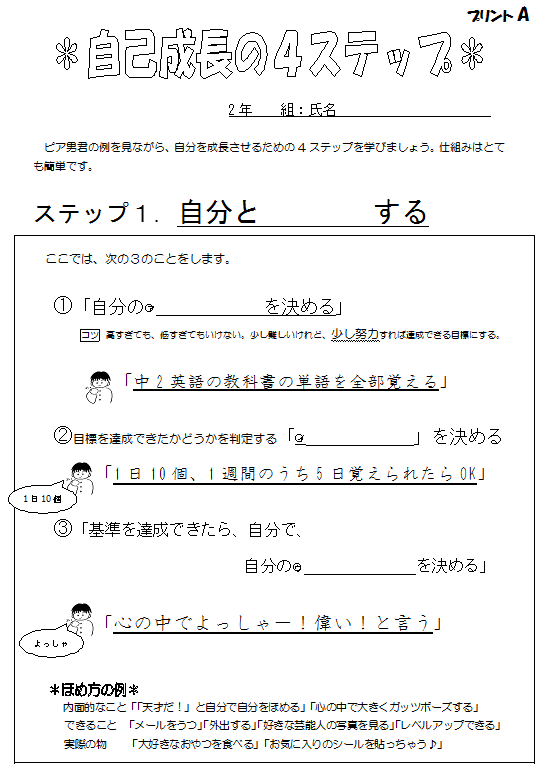 プリント A
＊自己成長の４ステップ＊
２年　　組：氏名
ピア男君の例を見ながら、自分を成長させるための４ステップを学びましょう。仕組みはとて
も簡単です。
ステップ１．自分と＿＿＿＿する
ここでは、次の３のことをします。
①「自分の◎＿＿＿＿＿＿を決める」
コツ 高すぎても、低すぎてもいけない。少し難しいけれど、少し努力すれば達成できる目標にする。
「中２英語の教科書の単語を全部覚える」
②目標を達成できたかどうかを判定する「◎＿＿＿＿＿＿」を決める
「１日10個、１週間のうち５日覚えられたらOK」
１日10個
③「基準を達成できたら、自分で、
自分の◎＿＿＿＿＿＿を決める」
「心の中でよっしゃー！偉い！と言う」
よっしゃ
＊ほめ方の例＊
内面的なこと「「天才だ！」と自分で自分をほめる」「心の中で大きくガッツポーズする」
できること　「メールをうつ」「外出する」「好きな芸能人の写真を見る」「レベルアップできる」
実際の物　　「大好きなおやつを食べる」「お気に入りのシールを貼っちゃう♪」